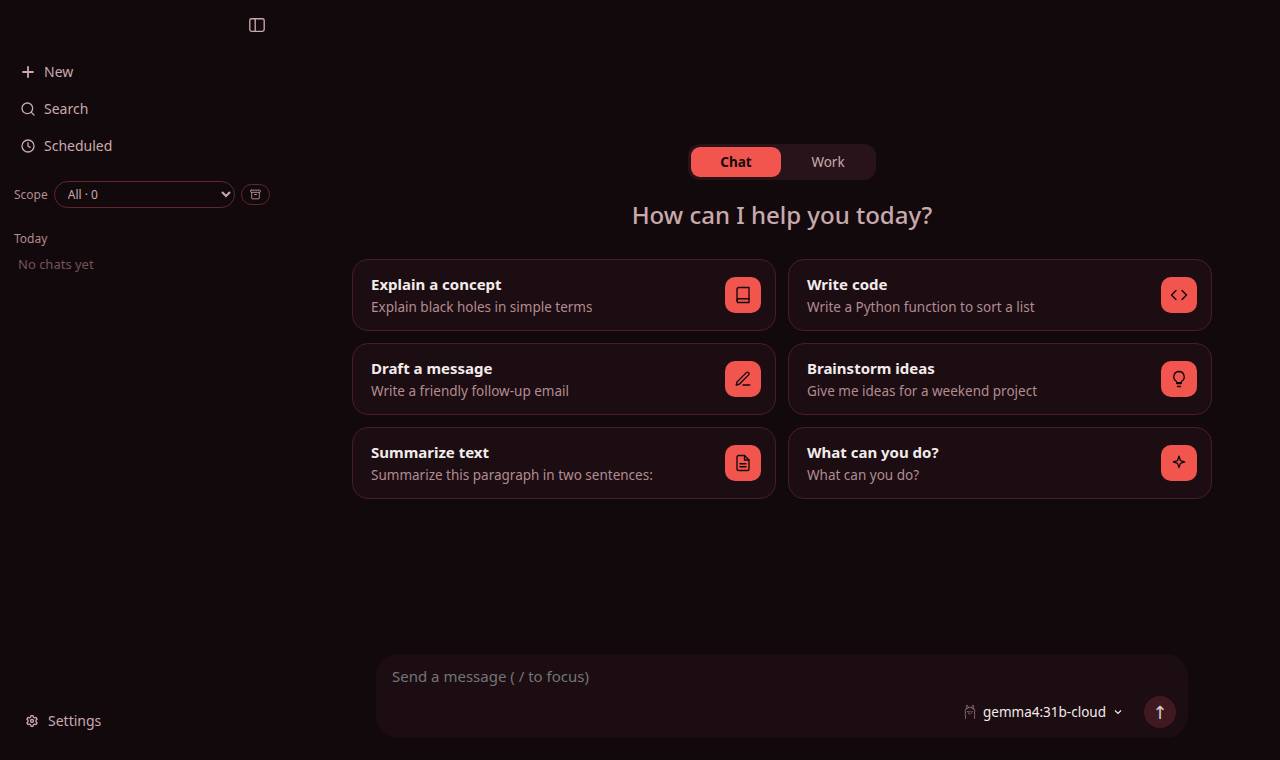 New
Search
Scheduled
Scope
All · 0
Today
No chats yet
Settings
Chat
Work
How can I help you today?
Explain a concept
Explain black holes in simple terms
Write code
Write a Python function to sort a list
Draft a message
Write a friendly follow-up email
Brainstorm ideas
Give me ideas for a weekend project
Summarize text
Summarize this paragraph in two sentences:
What can you do?
What can you do?
Send a message ( / to focus)
gemma4:31b-cloud